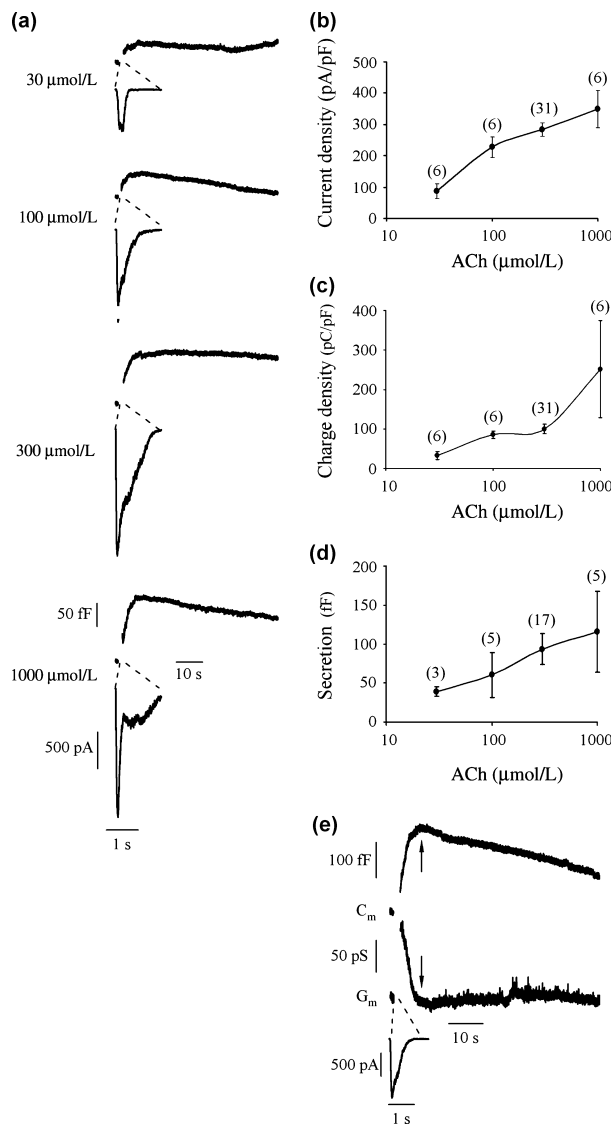 (a)
30 μmol/L
100 μmol/L
300 μmol/L
50 fF
10 s
1000 μmol/L
500 pA
1 s
(b)
Current density (pA/pF)
500
400
300
200
100
0
(6)
(6)
(31)
(6)
10
100
1000
ACh (μmol/L)
(c)
Charge density (pC/pF)
400
300
200
100
0
(6)
(6)
(31)
(6)
10
100
1000
ACh (μmol/L)
(d)
Secretion (fF)
200
150
100
50
0
(3)
(5)
(17)
(5)
10
100
1000
ACh (μmol/L)
(e)
100 fF
Cm
50 pS
Gm
10 s
500 pA
1 s